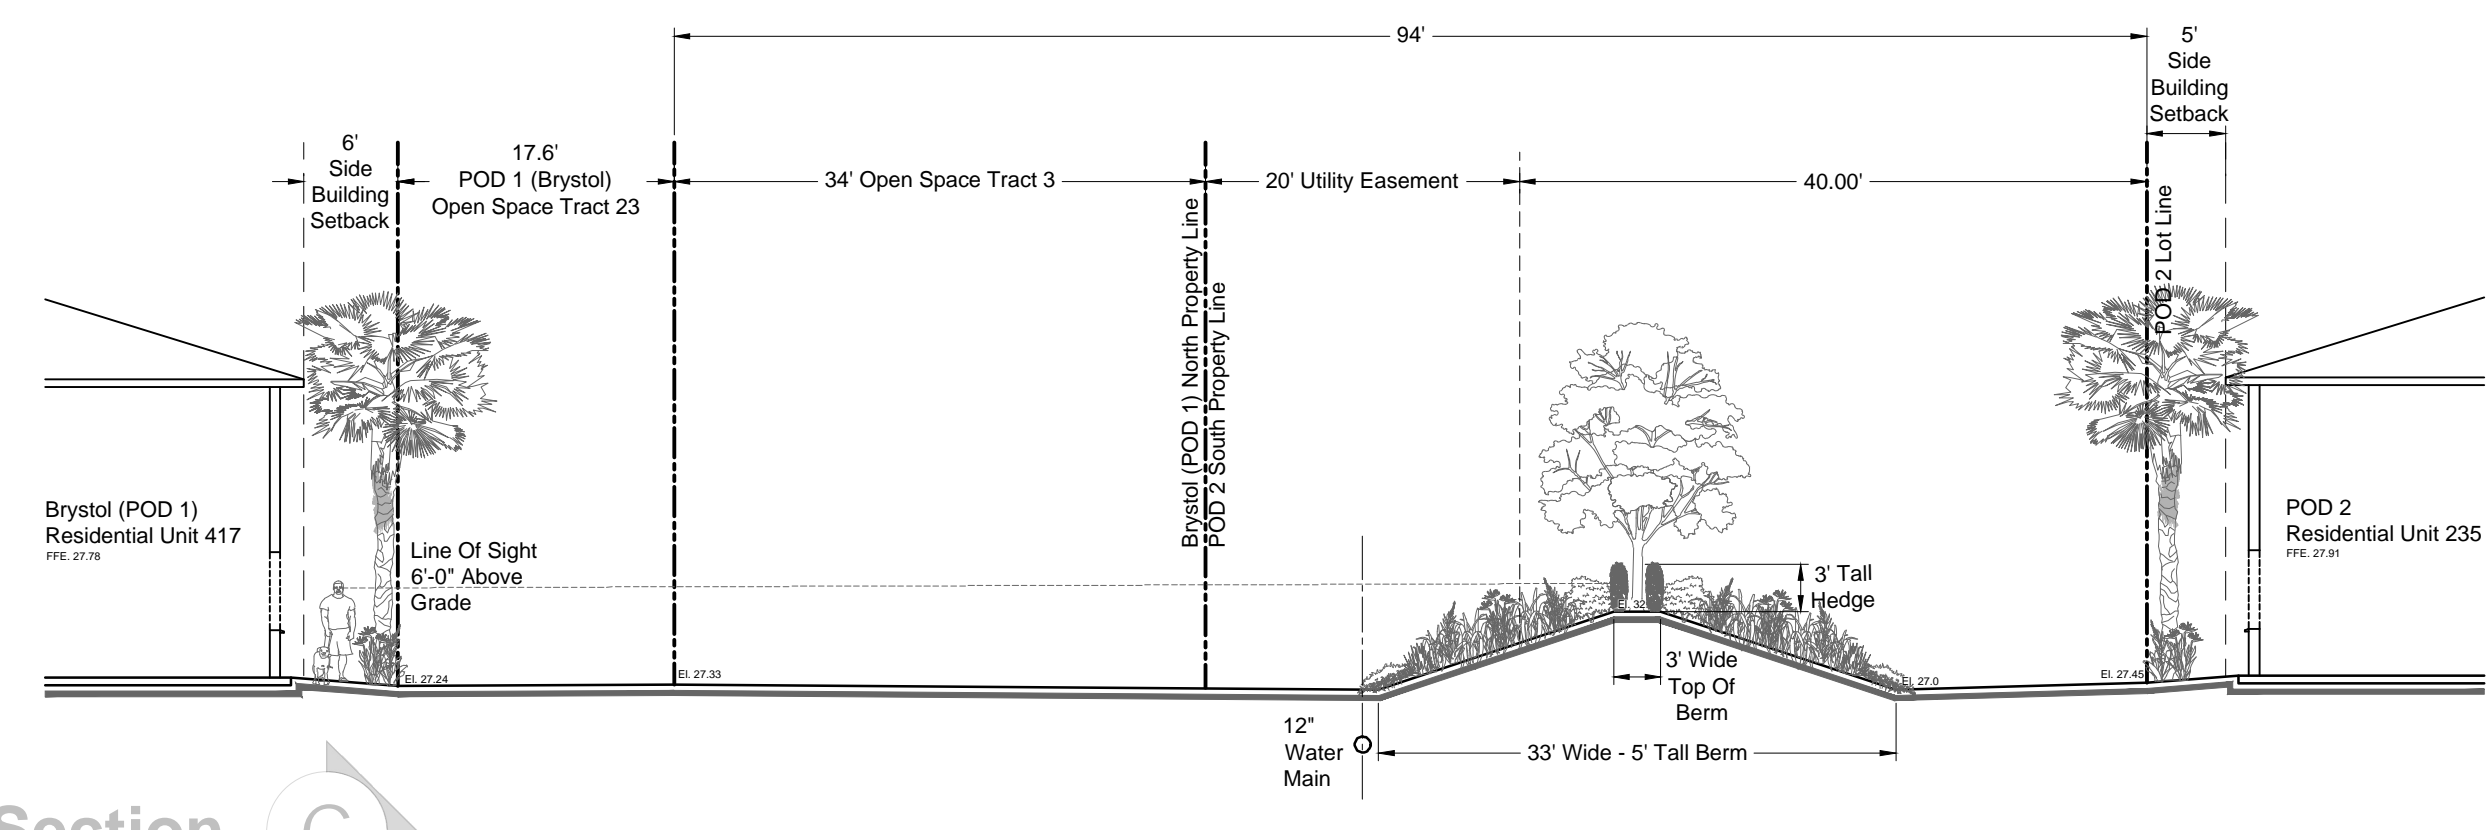 94'
5'
Side
Building
Setback
6'
Side
Building
Setback
17.6'
POD 1 (Brystol)
Open Space Tract 23
34' Open Space Tract 3
20' Utility Easement
40.00'
Brystol (POD 1) North Property Line
POD 2 South Property Line
POD 2 Lot Line
Brystol (POD 1)
Residential Unit 417
FFE. 27.78
Line Of Sight
6'-0" Above
Grade
POD 2
Residential Unit 235
FFE. 27.91
3' Tall
Hedge
El. 32
El. 27.24
El. 27.33
El. 27.0
El. 27.45
3' Wide
Top Of
Berm
12"
Water
Main
33' Wide - 5' Tall Berm
Section
C